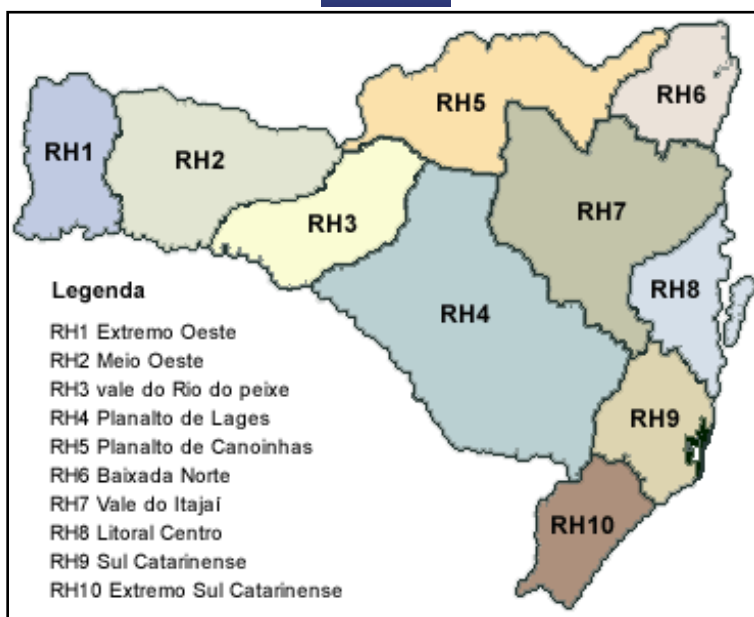 RH5
RH6
RH1
RH2
RH7
RH3
RH8
RH4
RH9
RH10
Legenda
RH1 Extremo Oeste
RH2 Meio Oeste
RH3 vale do Rio do peixe
RH4 Planalto de Lages
RH5 Planalto de Canoinhas
RH6 Baixada Norte
RH7 Vale do Itajaí
RH8 Litoral Centro
RH9 Sul Catarinense
RH10 Extremo Sul Catarinense